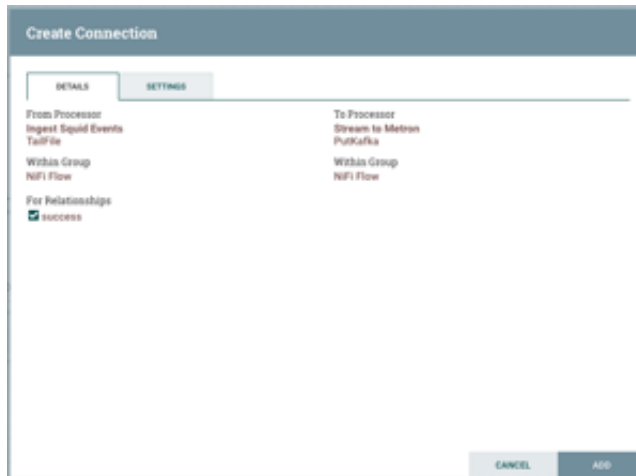 Create Connection
DETAILS SETTINGS
From Processor
Ingest Squid Events
TailFile
Within Group
NiFi Flow
For Relationships
success
To Processor
Stream to Metron
PutKafka
Within Group
NiFi Flow
CANCEL ADD